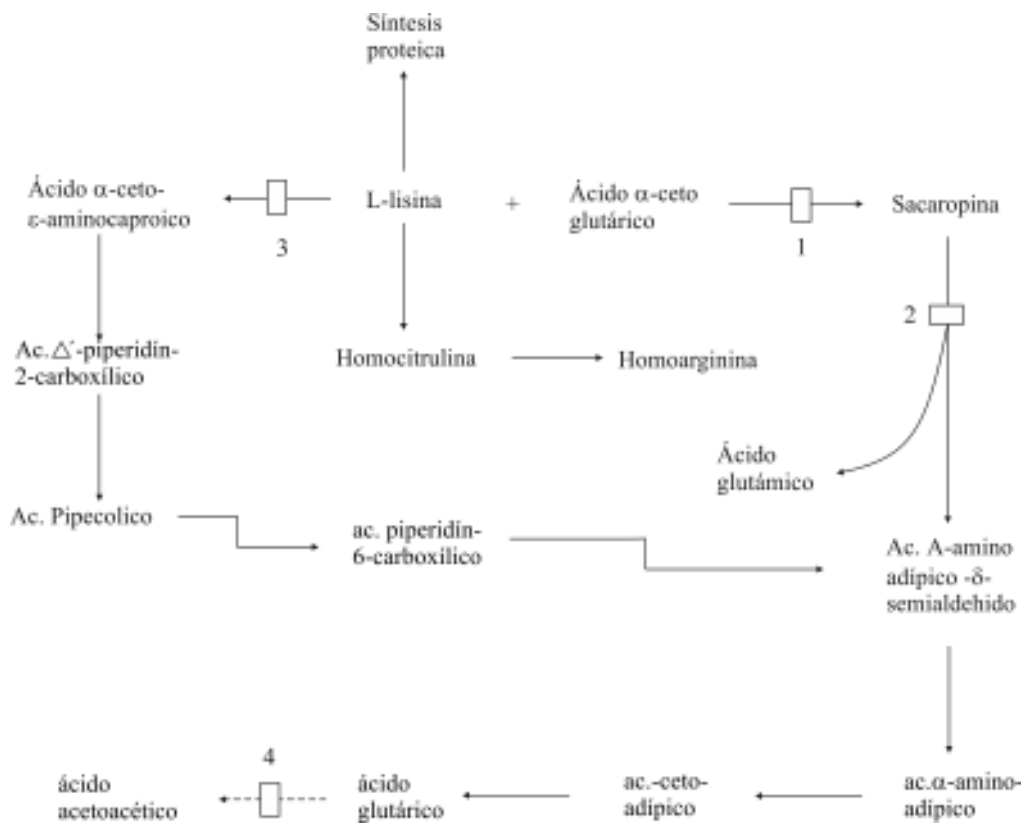 Síntesis
proteica
Ácido α-ceto-
ε-aminocaproico
3
L-lisina
+
Ácido α-ceto
glutárico
1
Sacaropina
2
Ac. △´-piperidín-
2-carboxílico
Homocitrulina
Homoarginina
Ácido
glutámico
Ac. Pipecolico
ac. piperidín-
6-carboxílico
Ac. A-amino
adípico -δ-
semialdehido
4
ácido
acetoacético
ácido
glutárico
ac.-ceto-
adípico
ac.α-amino-
adípico